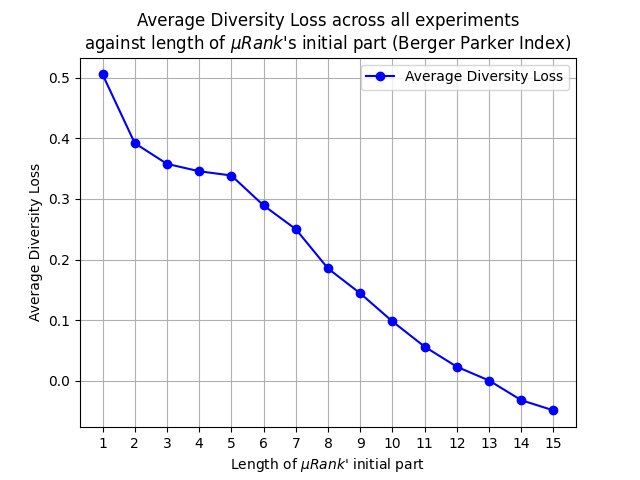 Average Diversity Loss across all experiments
against length of μRank's initial part (Berger Parker Index)
Average Diversity Loss
0.5
0.4
0.3
0.2
0.1
0.0
Average Diversity Loss
1 2 3 4 5 6 7 8 9 10 11 12 13 14 15
Length of μRank' initial part